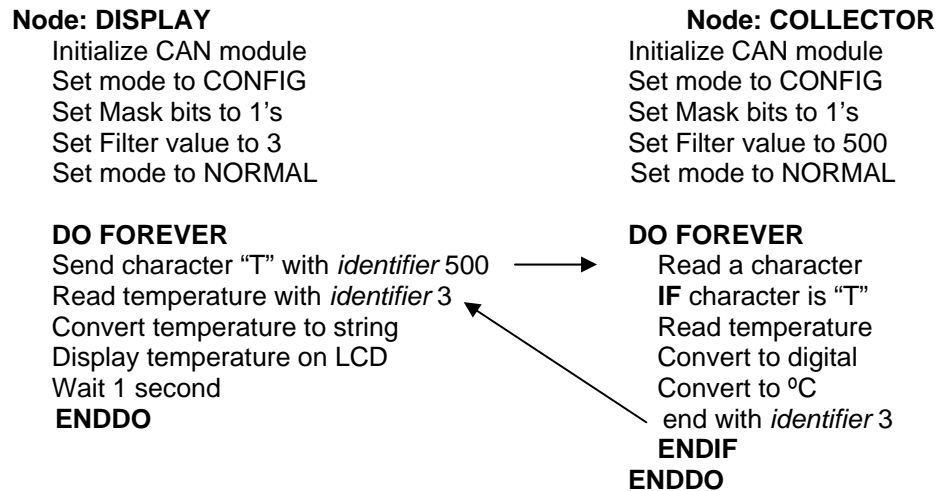 Node: DISPLAY
Initialize CAN module
Set mode to CONFIG
Set Mask bits to 1’s
Set Filter value to 3
Set mode to NORMAL
DO FOREVER
Send character “T” with identifier 500
Read temperature with identifier 3
Convert temperature to string
Display temperature on LCD
Wait 1 second
ENDDO
Node: COLLECTOR
Initialize CAN module
Set mode to CONFIG
Set Mask bits to 1’s
Set Filter value to 500
Set mode to NORMAL
DO FOREVER
Read a character
IF character is “T”
Read temperature
Convert to digital
Convert to ⁰C
end with identifier 3
ENDIF
ENDDO